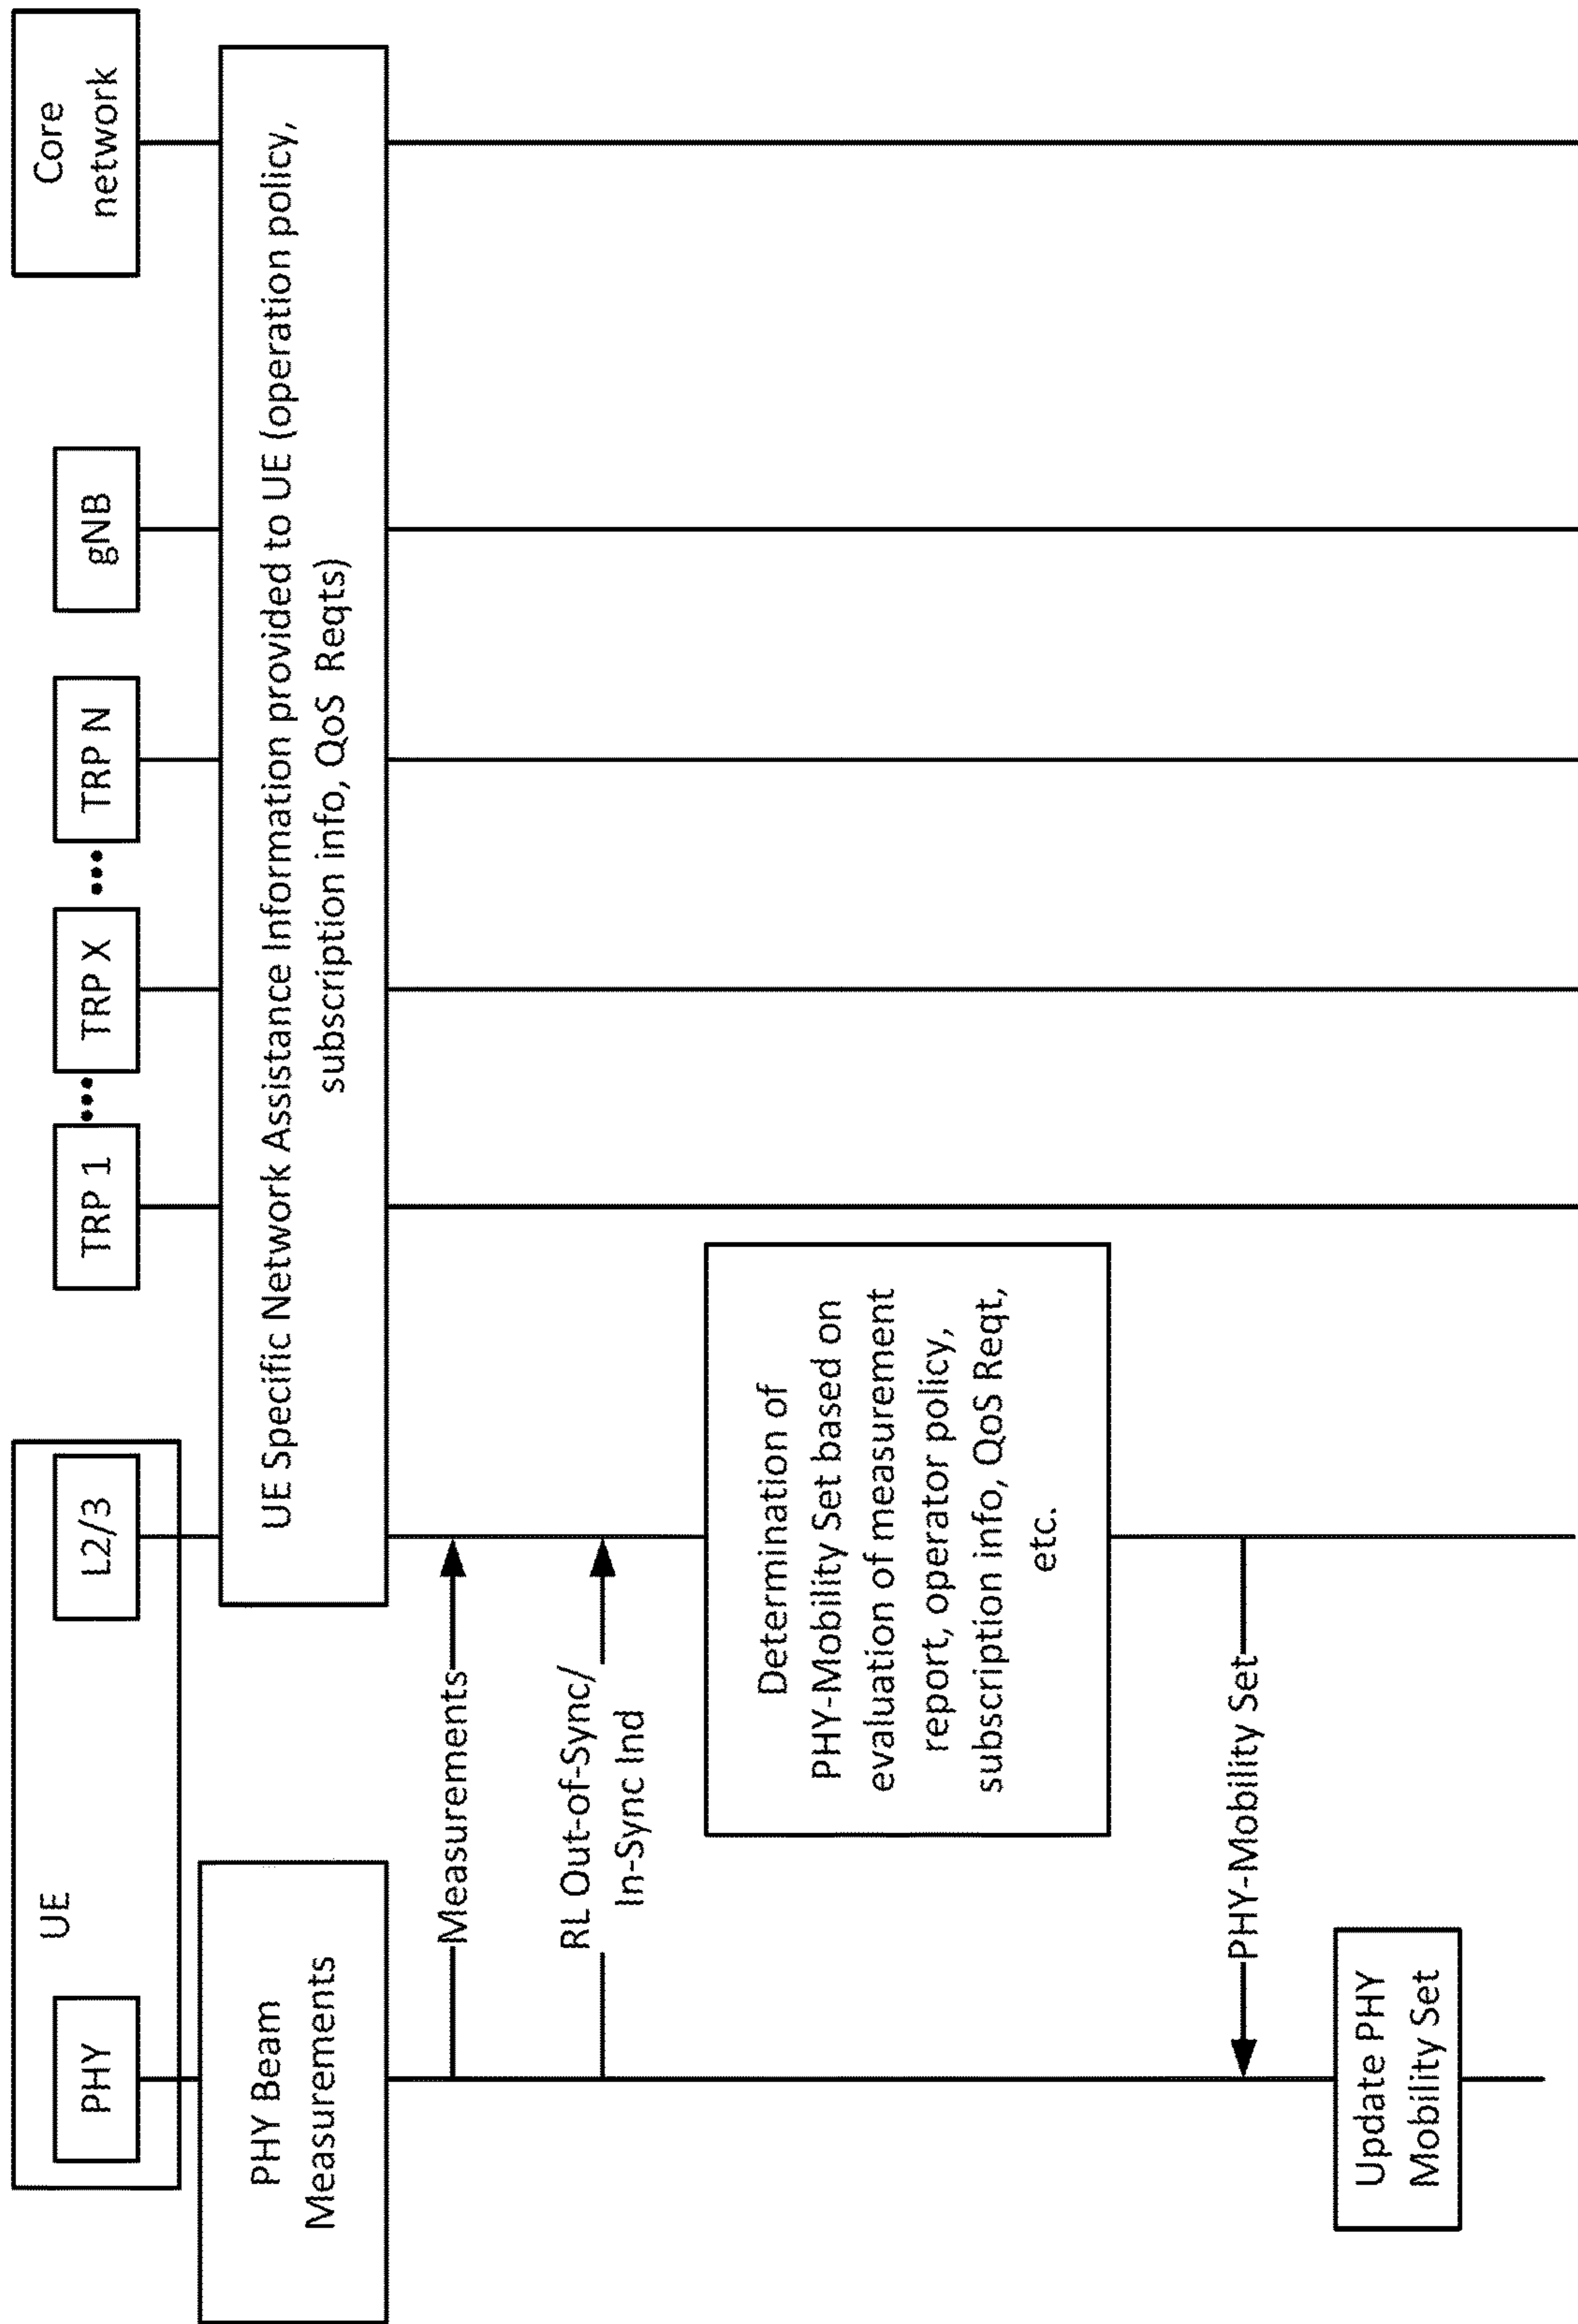 UE
PHY
L2/3
TRP 1
•••
TRP X
•••
TRP N
gNB
Core
network
PHY Beam
Measurements
UE Specific Network Assistance Information provided to UE (operation policy,
subscription info, QoS Reqts)
Measurements
RL Out-of-Sync/
In-Sync Ind
Determination of
PHY-Mobility Set based on
evaluation of measurement
report, operator policy,
subscription info, QoS Reqt,
etc.
PHY-Mobility Set
Update PHY
Mobility Set